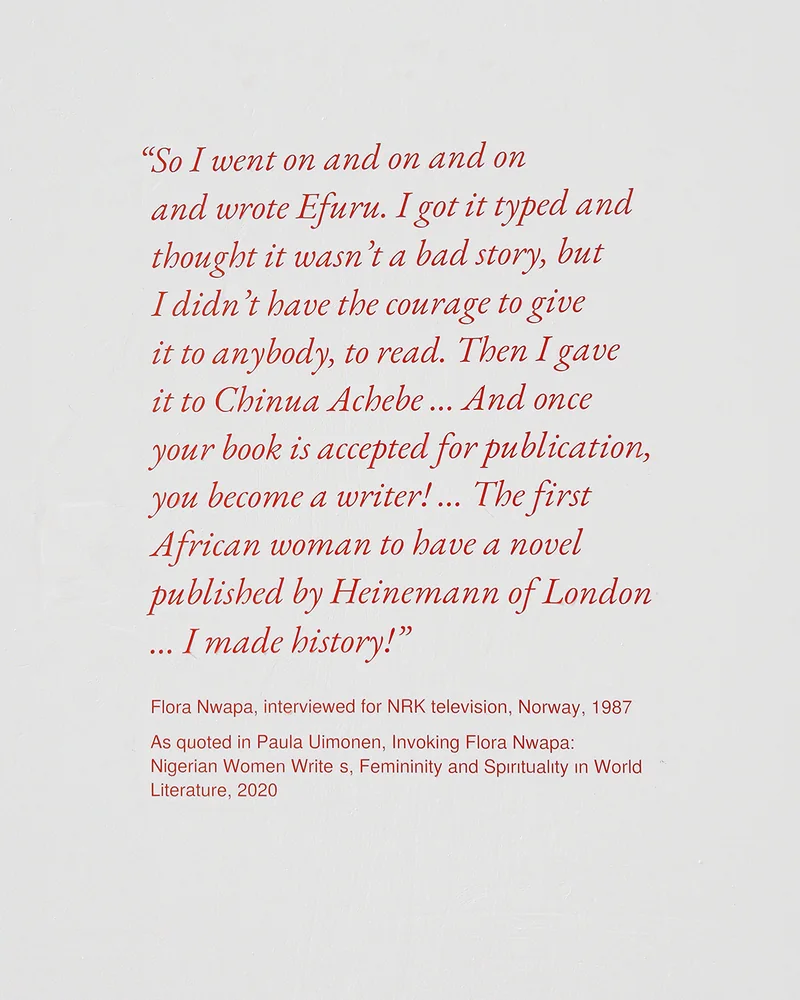 “So I went on and on and on
and wrote Efuru. I got it typed and
thought it wasn’t a bad story, but
I didn’t have the courage to give
it to anybody, to read. Then I gave
it to Chinua Achebe ... And once
your book is accepted for publication,
you become a writer! ... The first
African woman to have a novel
published by Heinemann of London
... I made history!”
Flora Nwapa, interviewed for NRK television, Norway, 1987
As quoted in Paula Uimonen, Invoking Flora Nwapa:
Nigerian Women Write s, Femininity and Spirituality in World
Literature, 2020